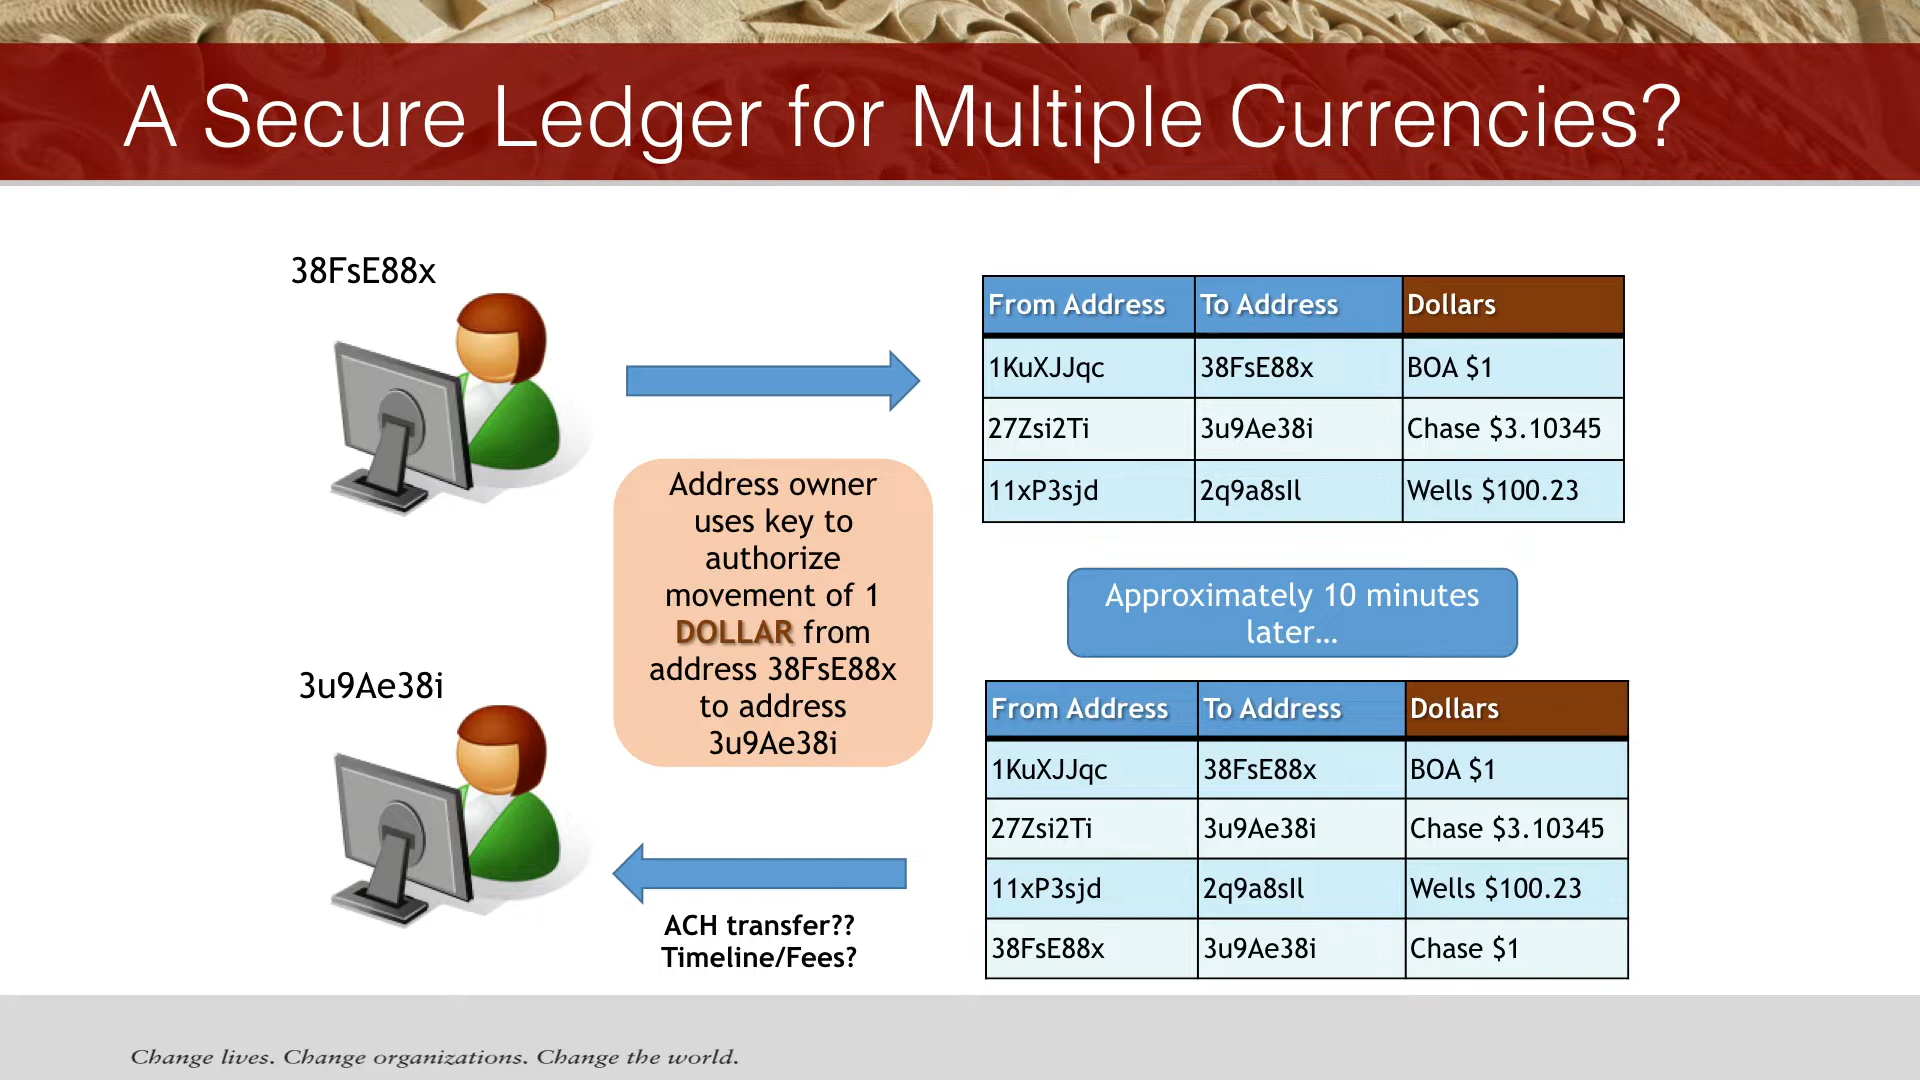 A Secure Ledger for Multiple Currencies?
38FsE88x
From Address To Address Dollars
1KuXJJqc 38FsE88x BOA $1
27Zsi2Ti 3u9Ae38i Chase $3.10345
11xP3sjd 2q9a8sIl Wells $100.23
Address owner
uses key to
authorize
movement of 1
DOLLAR from
address 38FsE88x
to address
3u9Ae38i
Approximately 10 minutes
later...
3u9Ae38i
From Address To Address Dollars
1KuXJJqc 38FsE88x BOA $1
27Zsi2Ti 3u9Ae38i Chase $3.10345
11xP3sjd 2q9a8sIl Wells $100.23
38FsE88x 3u9Ae38i Chase $1
ACH transfer??
Timeline/Fees?
Change lives. Change organizations. Change the world.